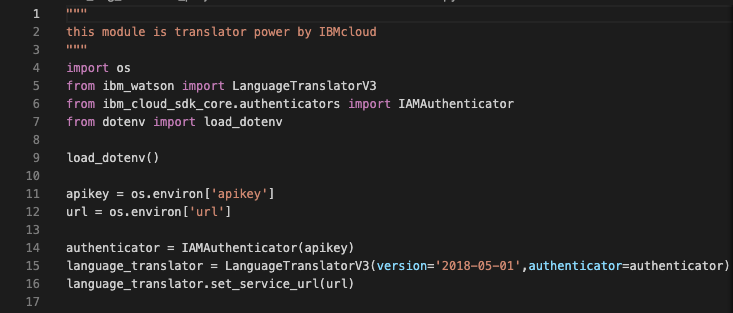 1 """
2 this module is translator power by IBMcloud
3 """
4 import os
5 from ibm_watson import LanguageTranslatorV3
6 from ibm_cloud_sdk_core.authenticators import IAMAuthenticator
7 from dotenv import load_dotenv
8
9 load_dotenv()
10
11 apikey = os.environ['apikey']
12 url = os.environ['url']
13
14 authenticator = IAMAuthenticator(apikey)
15 language_translator = LanguageTranslatorV3(version='2018-05-01',authenticator=authenticator)
16 language_translator.set_service_url(url)
17